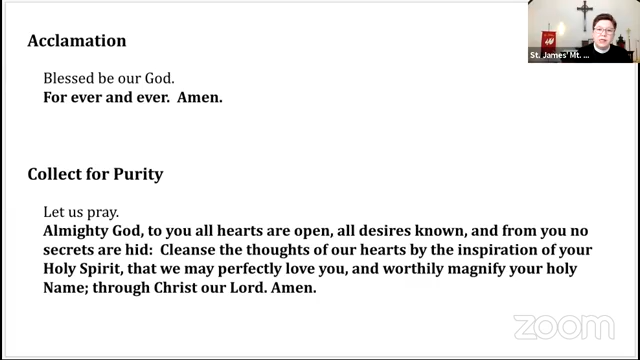 Acclamation
Blessed be our God.
For ever and ever. Amen.
Collect for Purity
Let us pray.
Almighty God, to you all hearts are open, all desires known, and from you no
secrets are hid: Cleanse the thoughts of our hearts by the inspiration of your
Holy Spirit, that we may perfectly love you, and worthily magnify your holy
Name; through Christ our Lord. Amen.
St. James' Mt. ...
zoom